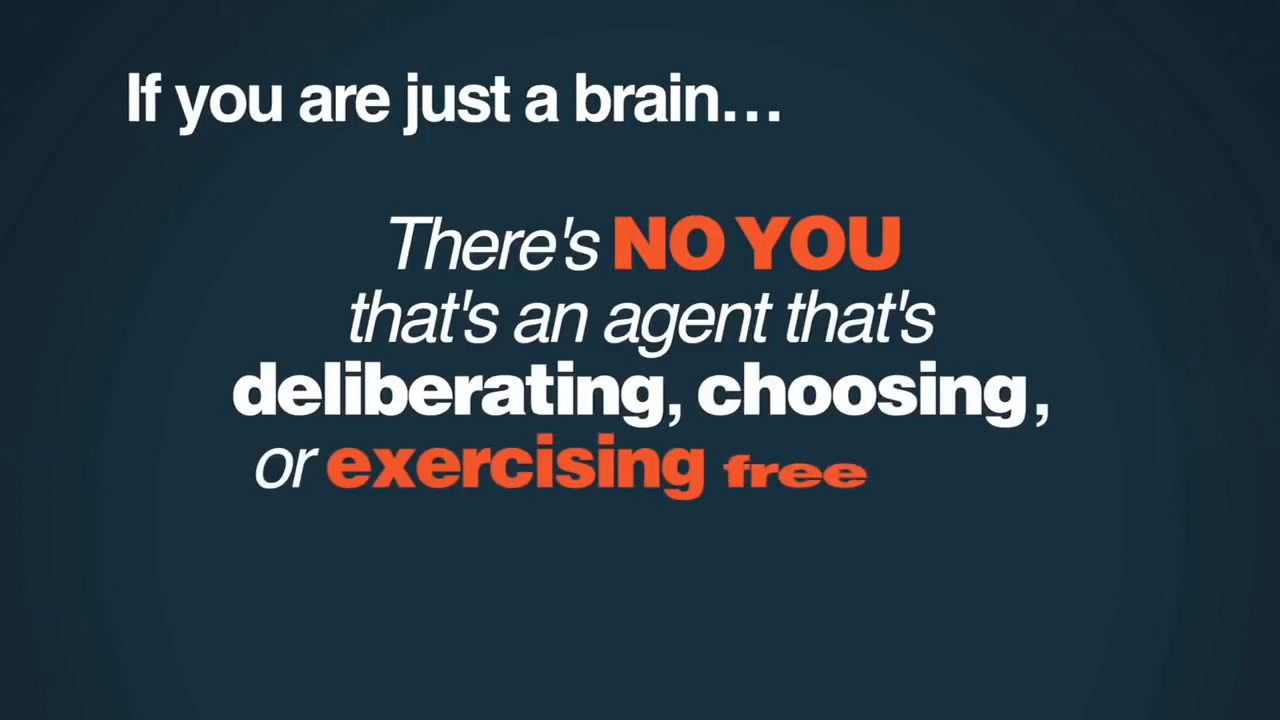 If you are just a brain…
There's NO YOU
that's an agent that's
deliberating, choosing,
or exercising free